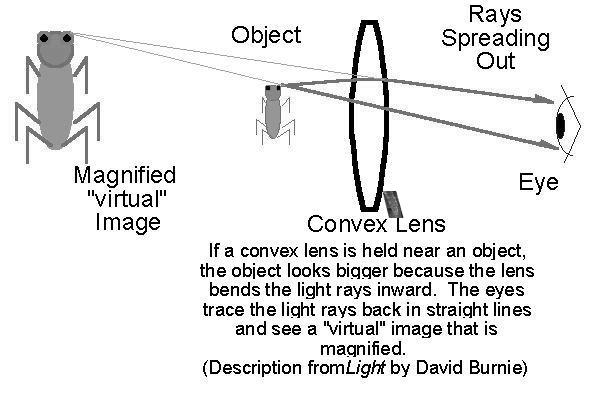 Rays
Spreading
Out
Object
Magnified
"virtual"
Image
Eye
Convex Lens
If a convex lens is held near an object,
the object looks bigger because the lens
bends the light rays inward.  The eyes
trace the light rays back in straight lines
and see a "virtual" image that is
magnified.
(Description from Light by David Burnie)